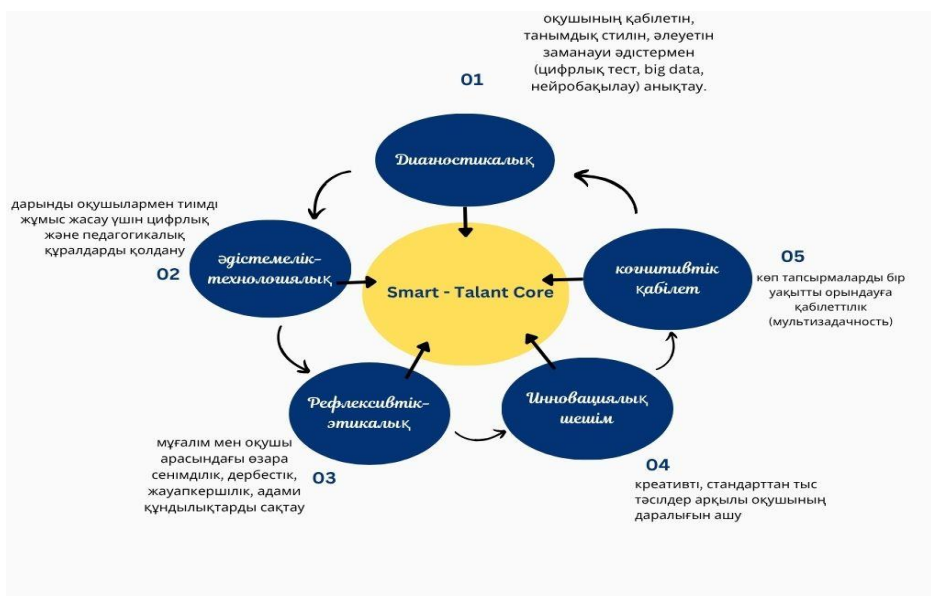 оқушының қабілетін,
танымдық стилін, әлеуетін
заманауи әдістермен
(цифрлық тест, big data,
нейробақылау) анықтау.
01
Диагностикалық
дарынды оқушылармен тиімді
жұмыс жасау үшін цифрлық
және педагогикалық
құралдарды қолдану
02
әдістемелік-
технологиялық
Smart - Talant Core
когнитивтік
қабілет
05
көп тапсырмаларды бір
уақытты орындауға
қабілеттілік
(мультизадачность)
Рефлексивтік-
этикалық
мұғалім мен оқушы
арасындағы өзара
сенімділік, дербестік,
жауапкершілік, адами
құндылықтарды сақтау
03
Инновациялық
шешім
04
креативті, стандарттан тыс
тәсілдер арқылы оқушының
даралығын ашу